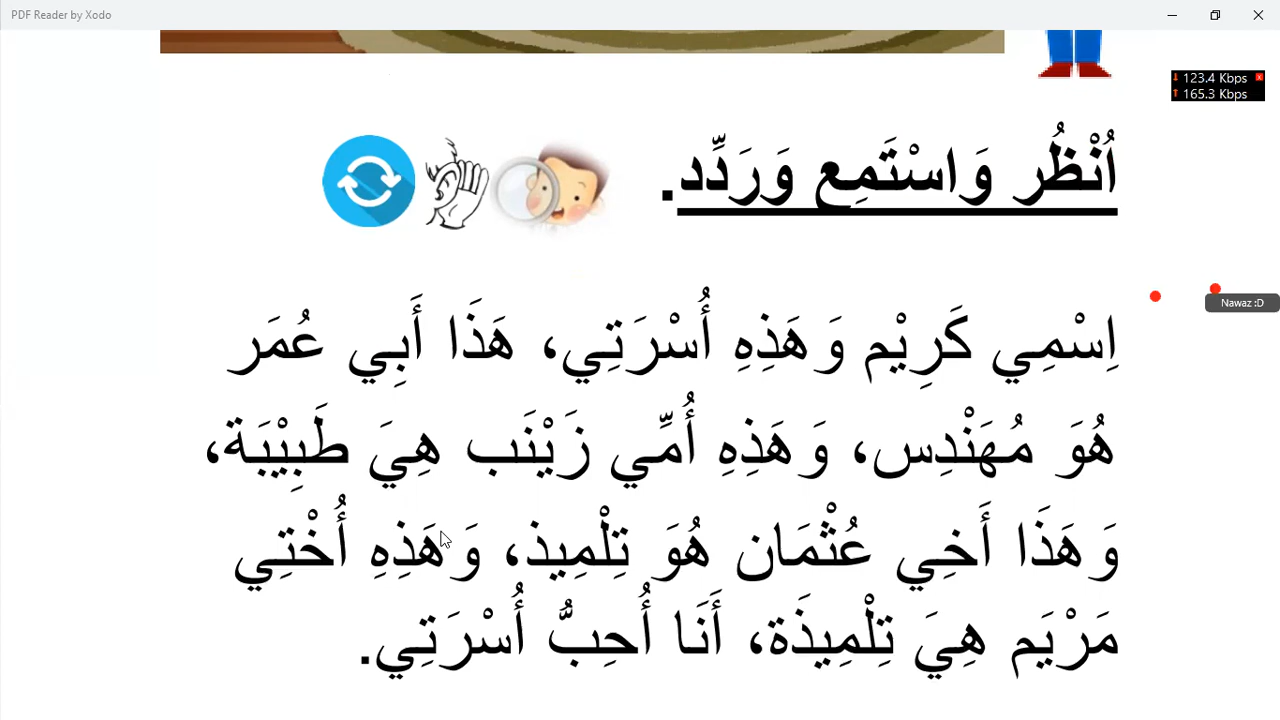 PDF Reader by Xodo
123.4 Kbps
165.3 Kbps
اُنْظُر وَاسْتَمِع وَرَدِّد.
Nawaz :D
اِسْمِي كَرِيْم وَهَذِهِ أُسْرَتِي، هَذَا أَبِي عُمَر
هُوَ مُهَنْدِس، وَهَذِهِ أُمِّي زَيْنَب هِيَ طَبِيْبَة،
وَهَذَا أَخِي عُثْمَان هُوَ تِلْمِيذ، وَهَذِهِ أُخْتِي
مَرْيَم هِيَ تِلْمِيذَة، أَنَا أُحِبُّ أُسْرَتِي.